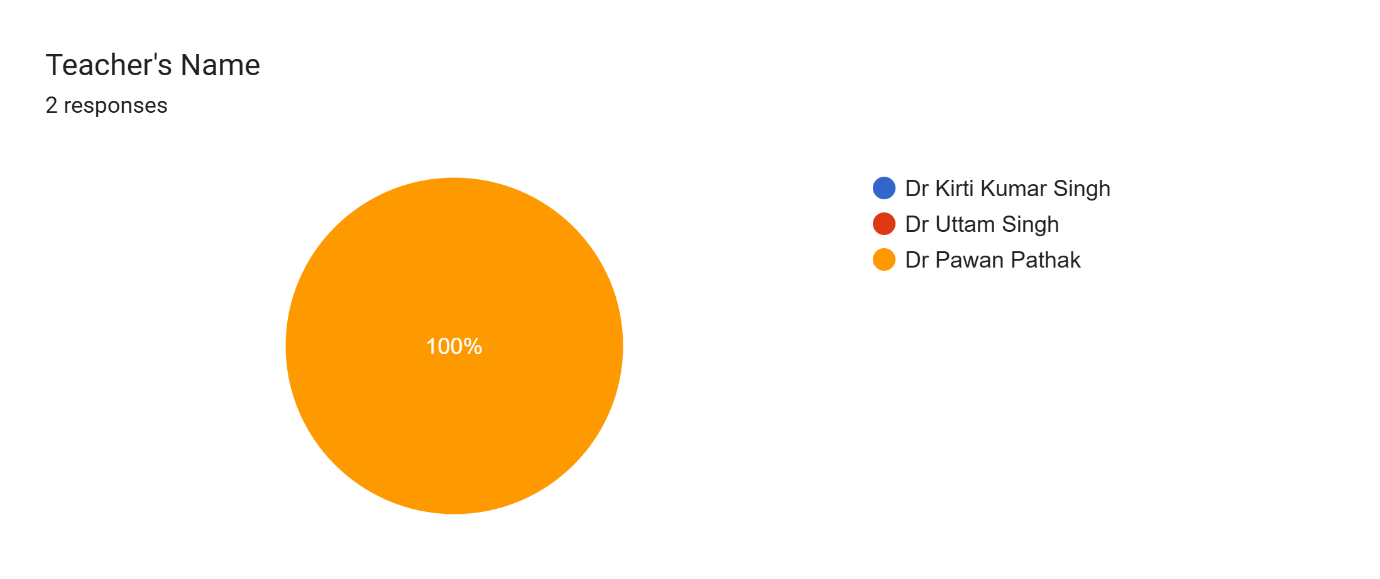 Teacher's Name
2 responses
100%
Dr Kirti Kumar Singh
Dr Uttam Singh
Dr Pawan Pathak